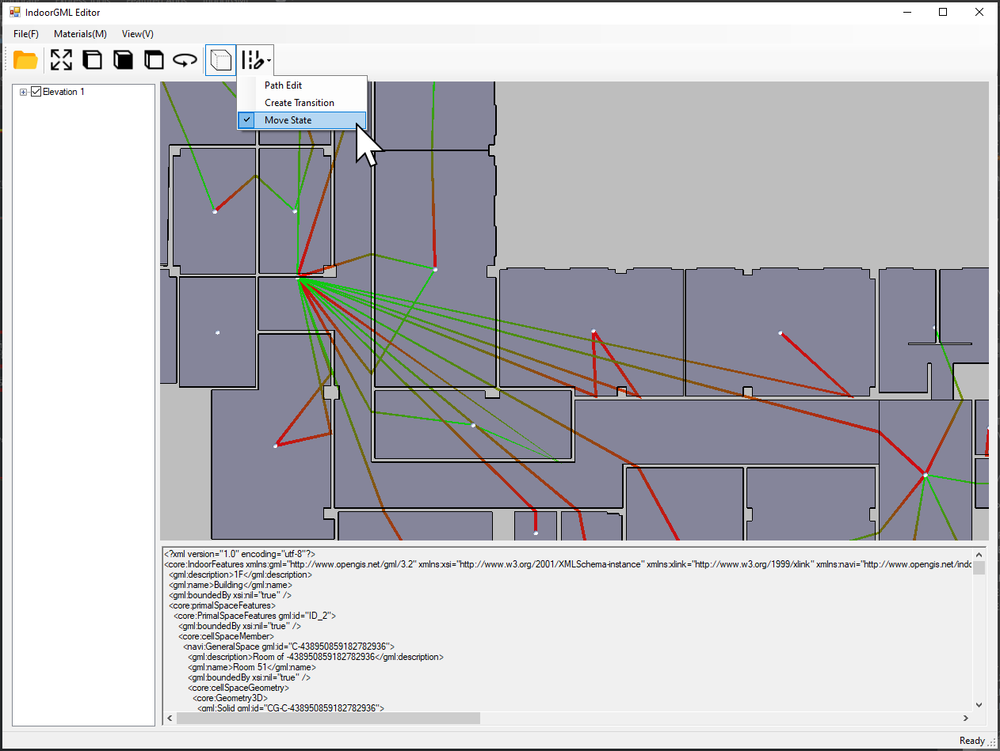 IndoorGML Editor
File(F) Materials(M) View(V)
Path Edit
Create Transition
Move State
Elevation 1
<?xml version="1.0" encoding="utf-8"?>
<core:IndoorFeatures xmlns:gml="http://www.opengis.net/gml/3.2" xmlns:xsi="http://www.w3.org/2001/XMLSchema-instance" xmlns:xlink="http://www.w3.org/1999/xlink" xmlns:navi="http://www.opengis.net/indo
<gml:description>1F</gml:description>
<gml:name>Building</gml:name>
<gml:boundedBy xsi:nil="true" />
<core:primalSpaceFeatures>
<core:PrimalSpaceFeatures gml:id="ID_2">
<gml:boundedBy xsi:nil="true" />
<core:cellSpaceMember>
<navi:GeneralSpace gml:id="C-438950859182782936">
<gml:description>Room of -438950859182782936</gml:description>
<gml:name>Room 51</gml:name>
<gml:boundedBy xsi:nil="true" />
<core:cellSpaceGeometry>
<core:Geometry3D>
<gml:Solid gml:id="CG-C-438950859182782936">
Ready